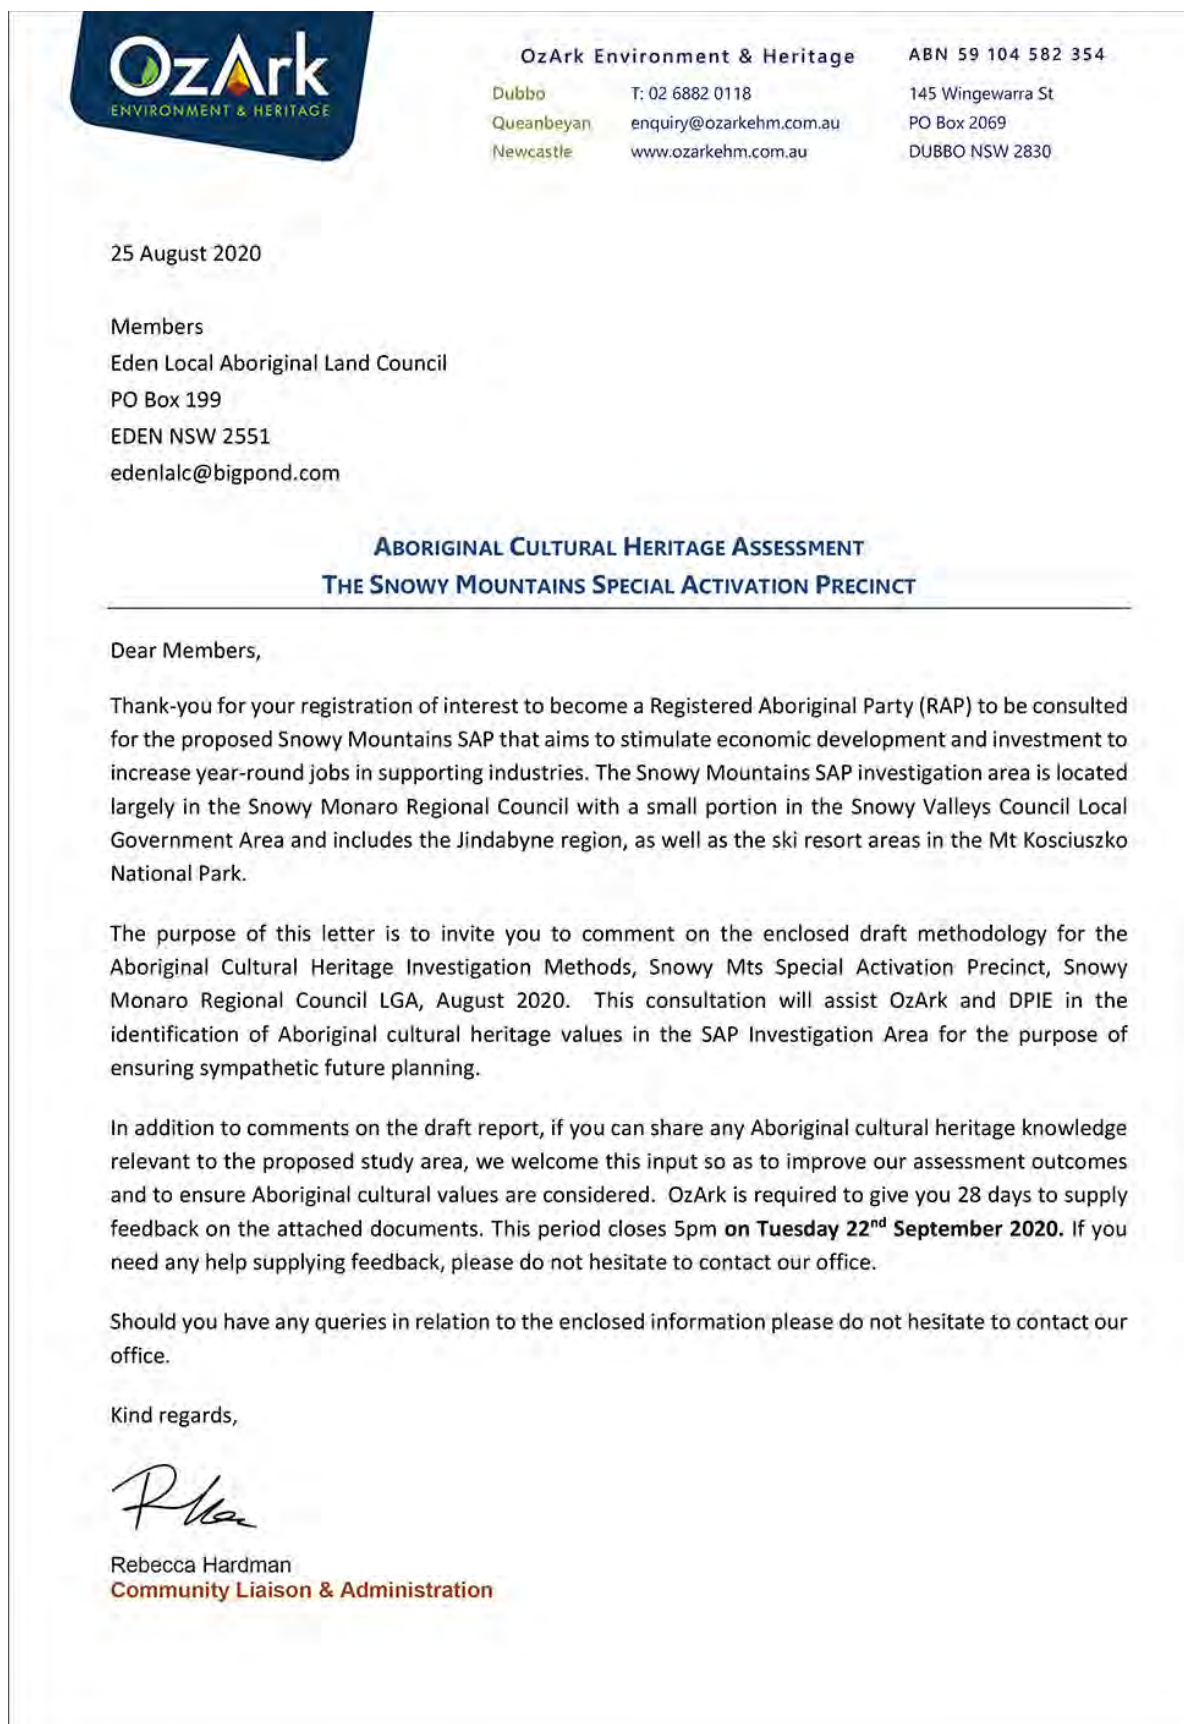 OzArk
ENVIRONMENT & HERITAGE
OzArk Environment & Heritage
Dubbo T: 02 6882 0118
Queanbeyan enquiry@ozarkehm.com.au
Newcastle www.ozarkehm.com.au
ABN 59 104 582 354
145 Wingewarra St
PO Box 2069
DUBBO NSW 2830
25 August 2020
Members
Eden Local Aboriginal Land Council
PO Box 199
EDEN NSW 2551
edenlalc@bigpond.com
ABORIGINAL CULTURAL HERITAGE ASSESSMENT
THE SNOWY MOUNTAINS SPECIAL ACTIVATION PRECINCT
Dear Members,
Thank-you for your registration of interest to become a Registered Aboriginal Party (RAP) to be consulted
for the proposed Snowy Mountains SAP that aims to stimulate economic development and investment to
increase year-round jobs in supporting industries. The Snowy Mountains SAP investigation area is located
largely in the Snowy Monaro Regional Council with a small portion in the Snowy Valleys Council Local
Government Area and includes the Jindabyne region, as well as the ski resort areas in the Mt Kosciuszko
National Park.
The purpose of this letter is to invite you to comment on the enclosed draft methodology for the
Aboriginal Cultural Heritage Investigation Methods, Snowy Mts Special Activation Precinct, Snowy
Monaro Regional Council LGA, August 2020. This consultation will assist OzArk and DPIE in the
identification of Aboriginal cultural heritage values in the SAP Investigation Area for the purpose of
ensuring sympathetic future planning.
In addition to comments on the draft report, if you can share any Aboriginal cultural heritage knowledge
relevant to the proposed study area, we welcome this input so as to improve our assessment outcomes
and to ensure Aboriginal cultural values are considered. OzArk is required to give you 28 days to supply
feedback on the attached documents. This period closes 5pm on Tuesday 22nd September 2020. If you
need any help supplying feedback, please do not hesitate to contact our office.
Should you have any queries in relation to the enclosed information please do not hesitate to contact our
office.
Kind regards,
Rebecca Hardman
Community Liaison & Administration